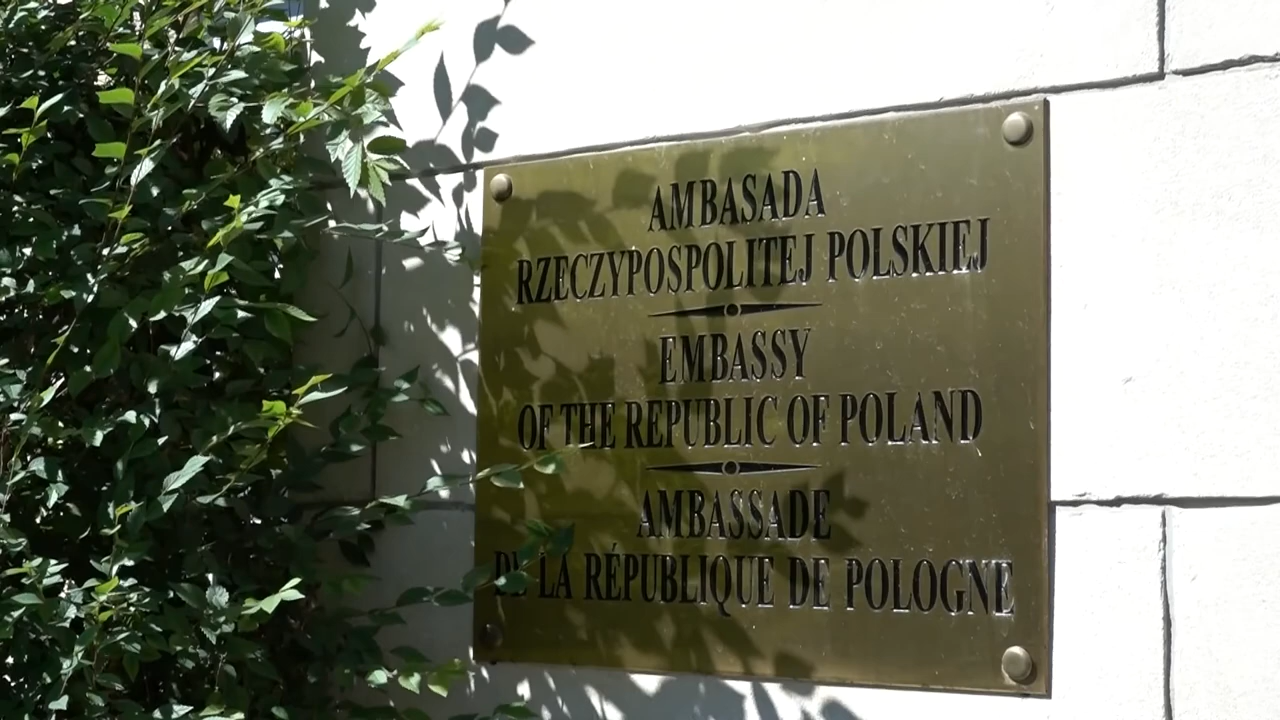 AMBASADA
RZECZYPOSPOLITEJ POLSKIEJ
EMBASSY
OF THE REPUBLIC OF POLAND
AMBASSADE
DE LA RÉPUBLIQUE DE POLOGNE